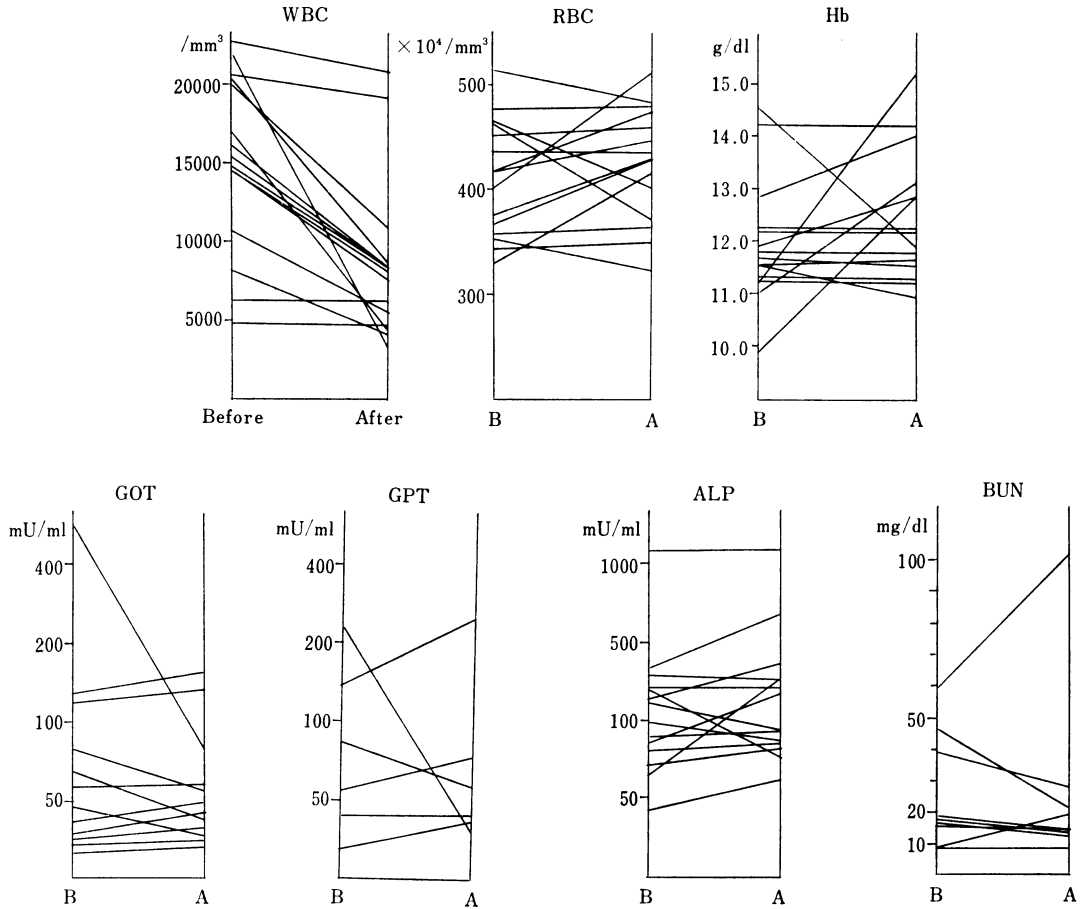 WBC RBC Hb
/mm³ ×10⁴/mm³ g/dl
20000
15000
10000
5000
Before After
500
400
300
B A
15.0
14.0
13.0
12.0
11.0
10.0
B A
GOT GPT ALP BUN
mU/ml mU/ml mU/ml mg/dl
400
200
100
50
B A
400
200
100
50
B A
1000
500
100
50
B A
100
50
20
10
B A